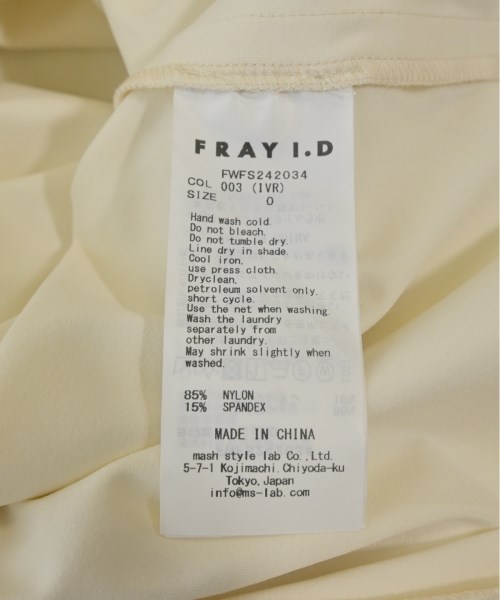 FRAY I.D
FWFS242034
COL 003 (IVR)
SIZE 0
Hand wash cold.
Do not bleach.
Do not tumble dry.
Line dry in shade.
Cool iron.
use press cloth.
Dryclean.
petroleum solvent only.
short cycle.
Use the net when washing.
Wash the laundry
separately from
other laundry.
May shrink slightly when
washed.
85% NYLON
15% SPANDEX
MADE IN CHINA
mash style lab Co.,Ltd.
5-7-1 Kojimachi.Chiyoda-ku
Tokyo,Japan
info@ms-lab.com